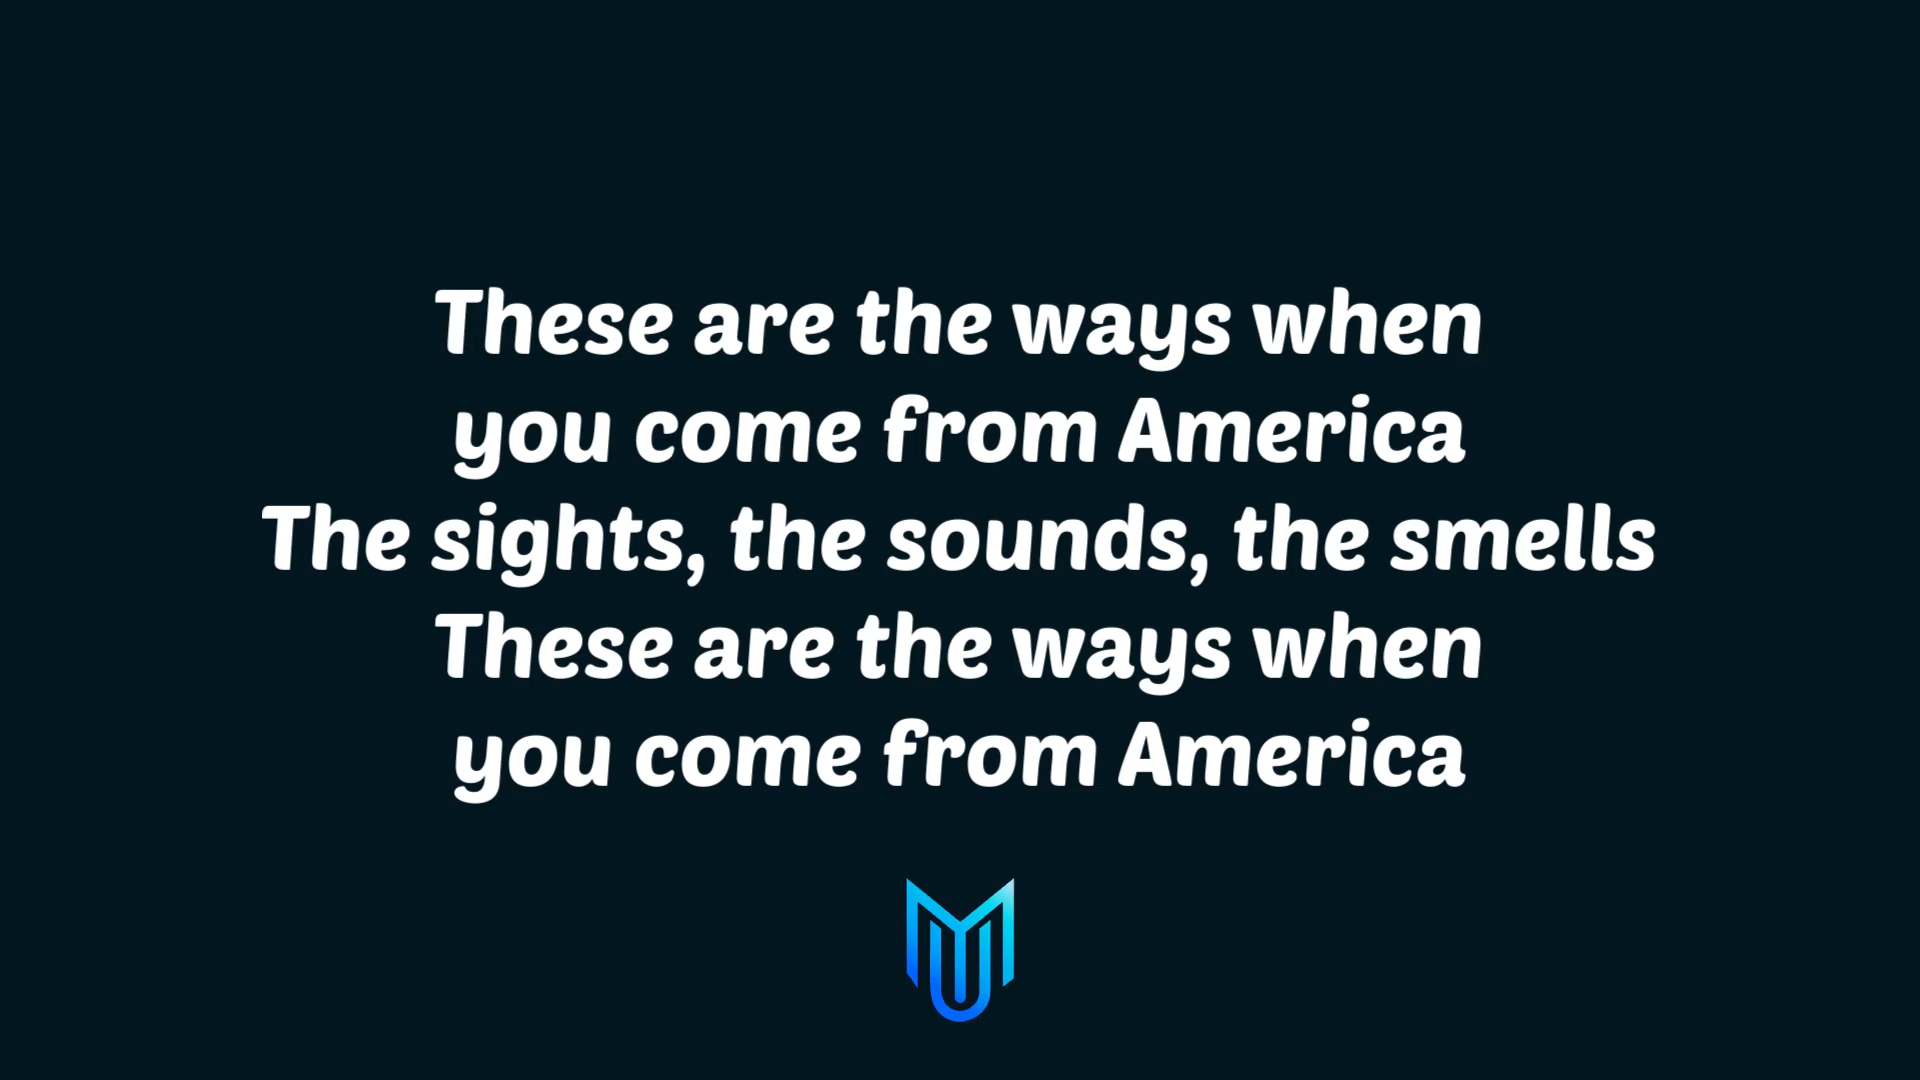 These are the ways when
you come from America
The sights, the sounds, the smells
These are the ways when
you come from America